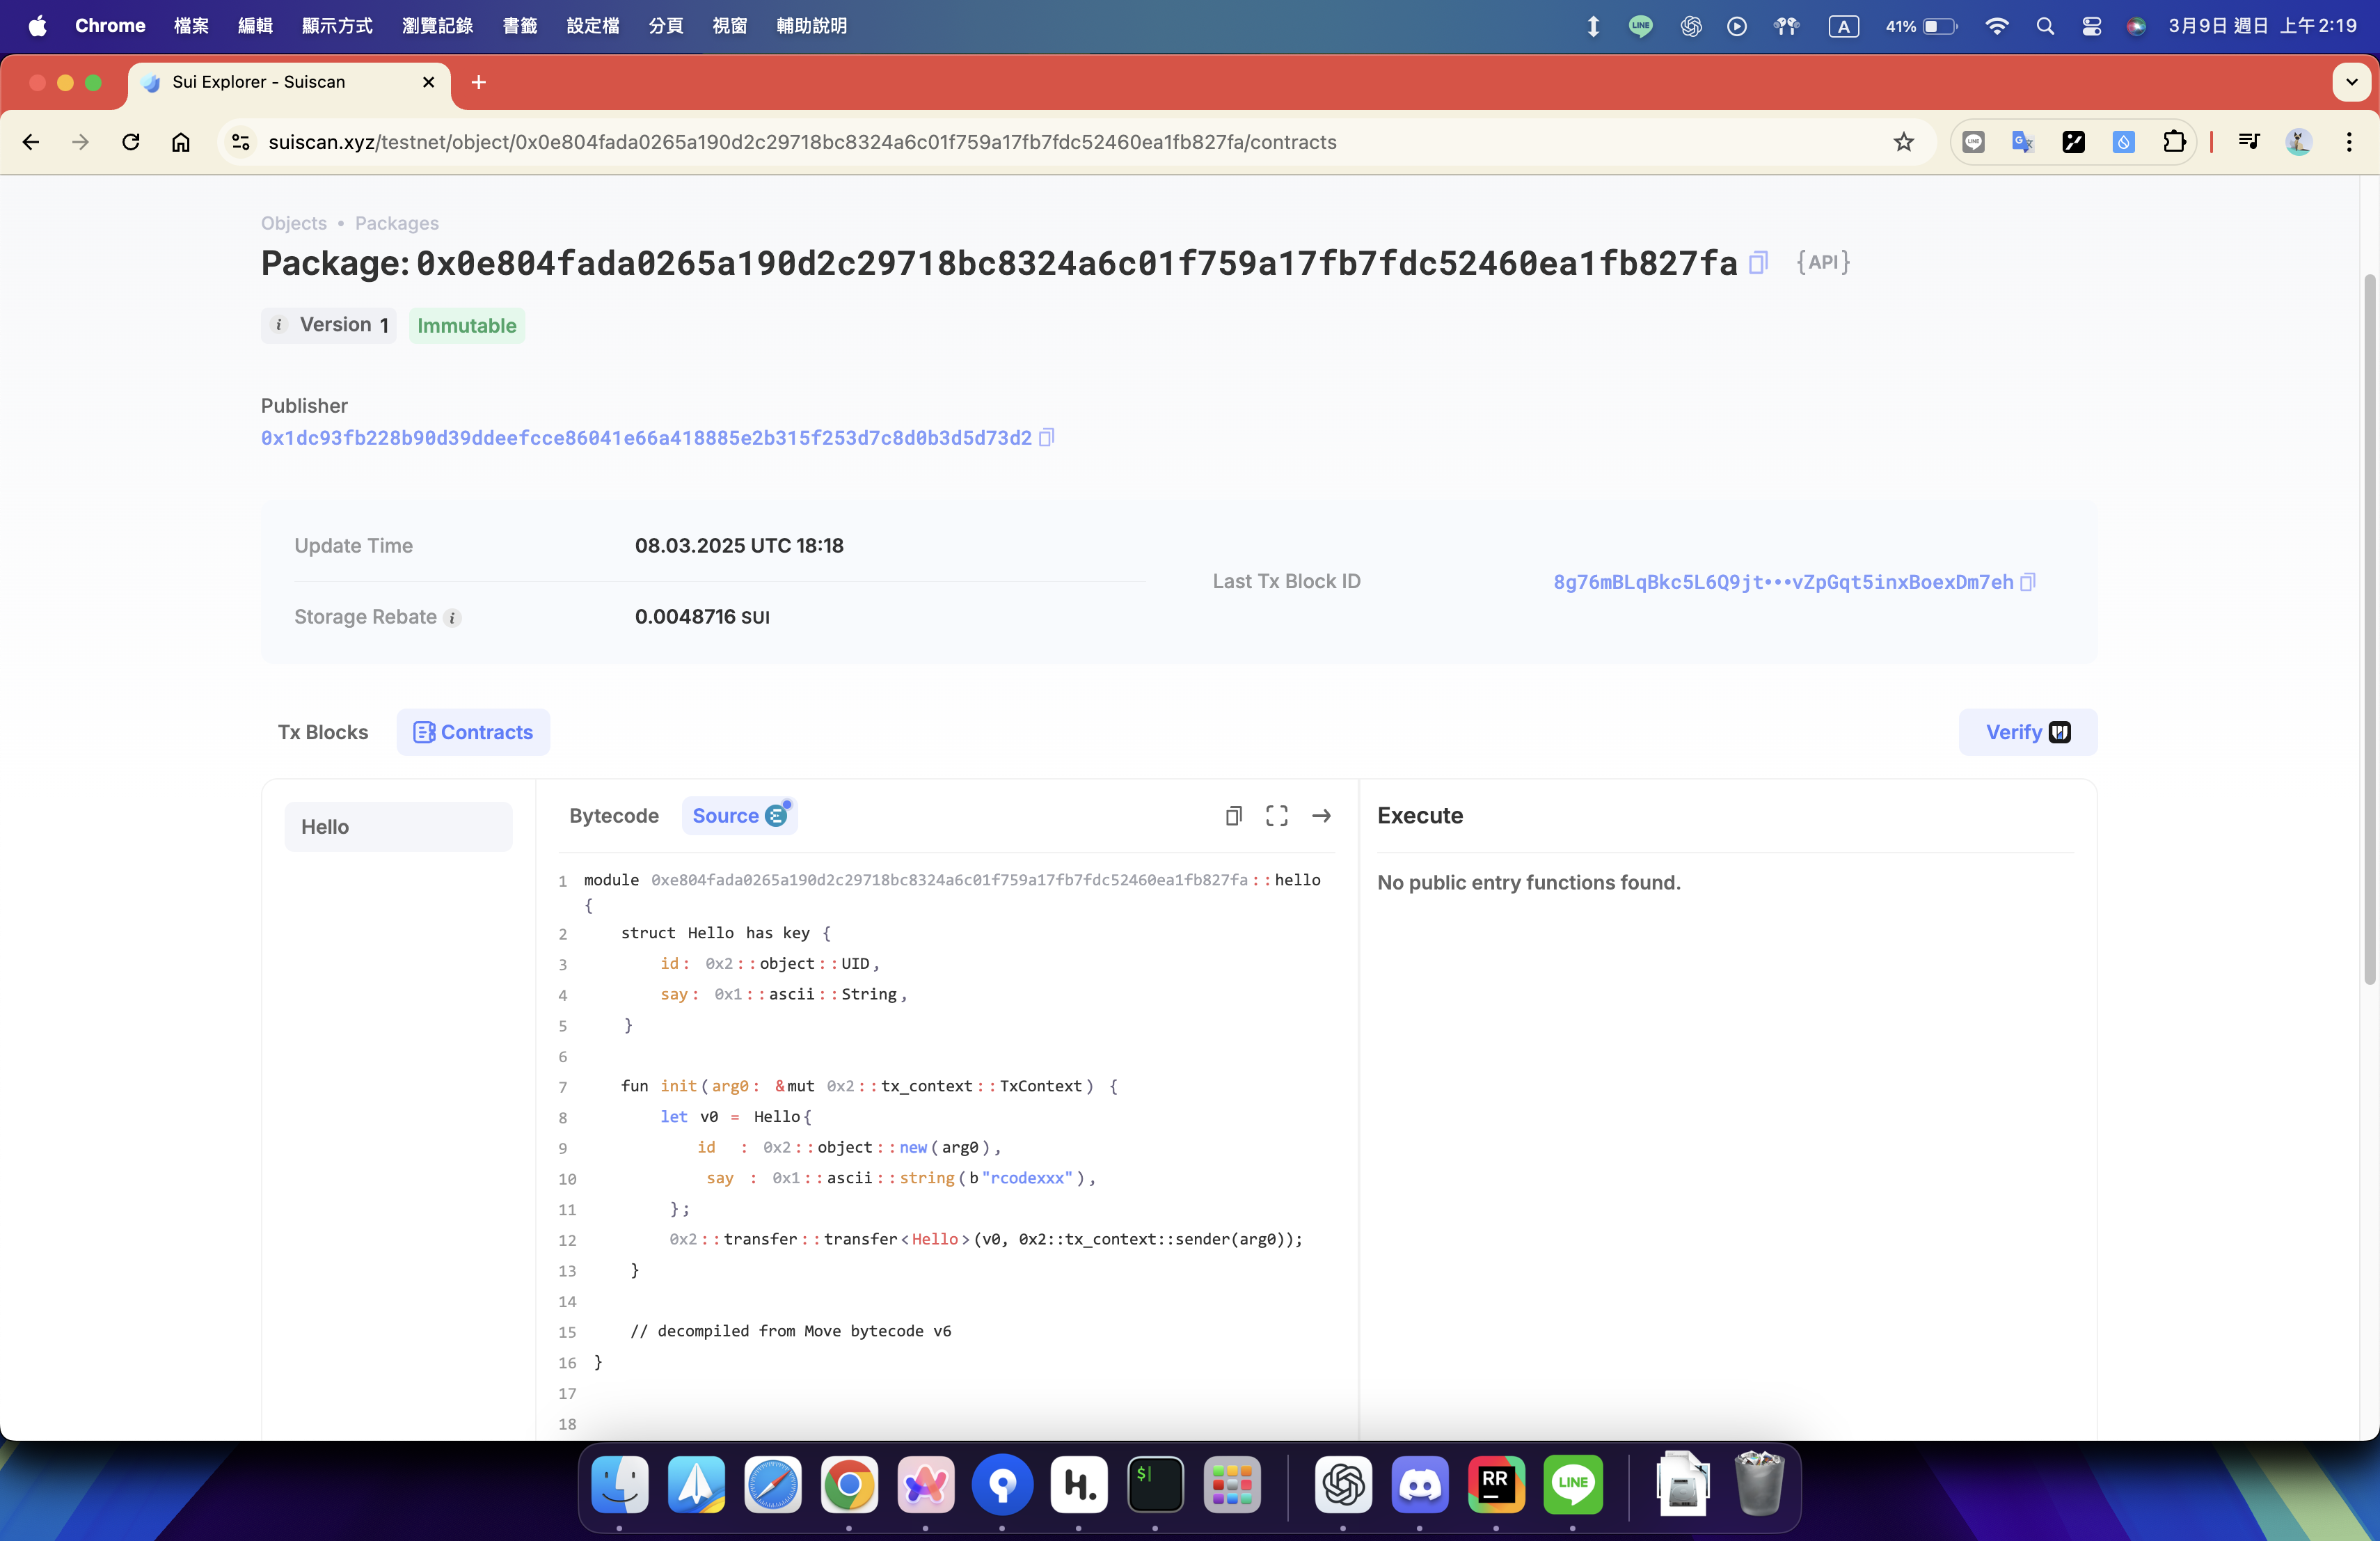 Chrome 檔案 編輯 顯示方式 瀏覽記錄 書籤 設定檔 分頁 視窗 輔助說明 LINE A 41% 3月9日 週日 上午2:19
Sui Explorer - Suiscan
suiscan.xyz/testnet/object/0x0e804fada0265a190d2c29718bc8324a6c01f759a17fb7fdc52460ea1fb827fa/contracts
Objects • Packages
Package: 0x0e804fada0265a190d2c29718bc8324a6c01f759a17fb7fdc52460ea1fb827fa {API}
i Version 1 Immutable
Publisher
0x1dc93fb228b90d39ddeefcce86041e66a418885e2b315f253d7c8d0b3d5d73d2
Update Time 08.03.2025 UTC 18:18
Last Tx Block ID 8g76mBLqBkc5L6Q9jt•••vZpGqt5inxBoexDm7eh
Storage Rebate i 0.0048716 SUI
Tx Blocks Contracts Verify
Hello
Bytecode Source
Execute
No public entry functions found.
1 module 0xe804fada0265a190d2c29718bc8324a6c01f759a17fb7fdc52460ea1fb827fa::hello
{
2 struct Hello has key {
3 id: 0x2::object::UID,
4 say: 0x1::ascii::String,
5 }
6
7 fun init(arg0: &mut 0x2::tx_context::TxContext) {
8 let v0 = Hello{
9 id : 0x2::object::new(arg0),
10 say : 0x1::ascii::string(b"rcodexxx"),
11 };
12 0x2::transfer::transfer<Hello>(v0, 0x2::tx_context::sender(arg0));
13 }
14
15 // decompiled from Move bytecode v6
16 }
17
18
h. $ RR LINE